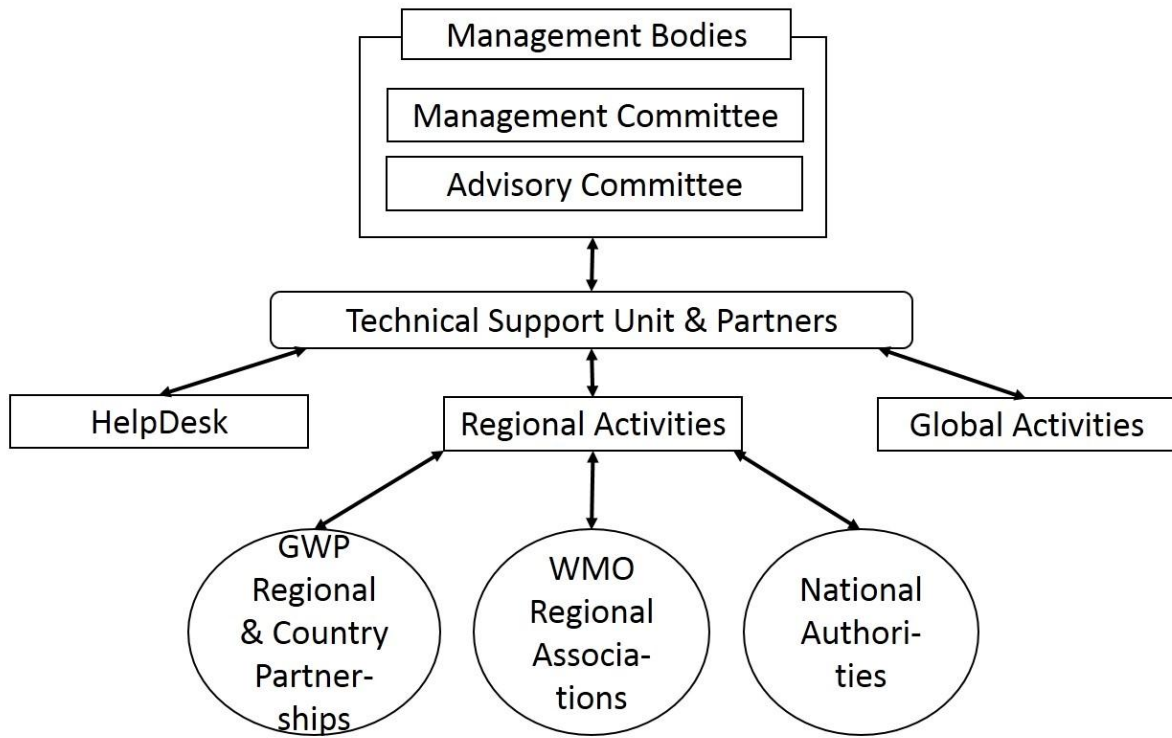 Management Bodies
Management Committee
Advisory Committee
Technical Support Unit & Partners
HelpDesk
Regional Activities
Global Activities
GWP
Regional
& Country
Partner-
ships
WMO
Regional
Associa-
tions
National
Authori-
ties